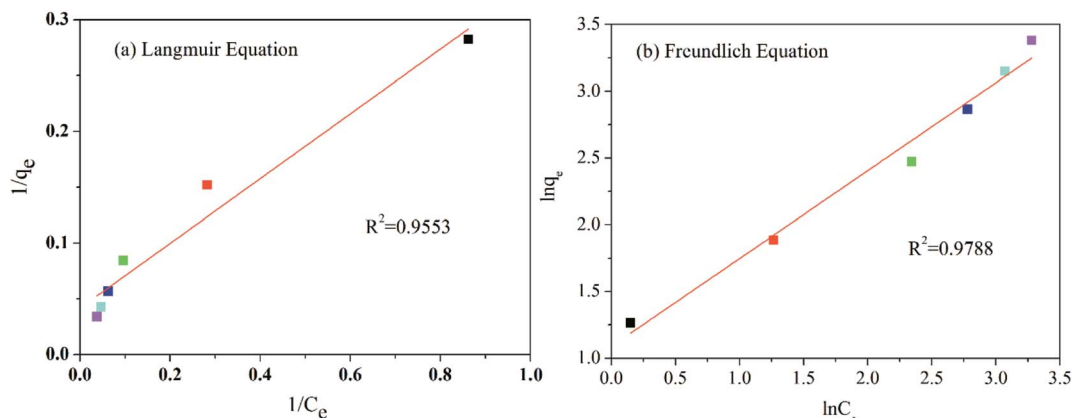 (a) Langmuir Equation
0.3
0.2
0.1
0.0
1/qe
R²=0.9553
0.0 0.2 0.4 0.6 0.8 1.0
1/Ce
(b) Freundlich Equation
3.5
3.0
2.5
2.0
1.5
1.0
lnqe
R²=0.9788
0.0 0.5 1.0 1.5 2.0 2.5 3.0 3.5
lnC